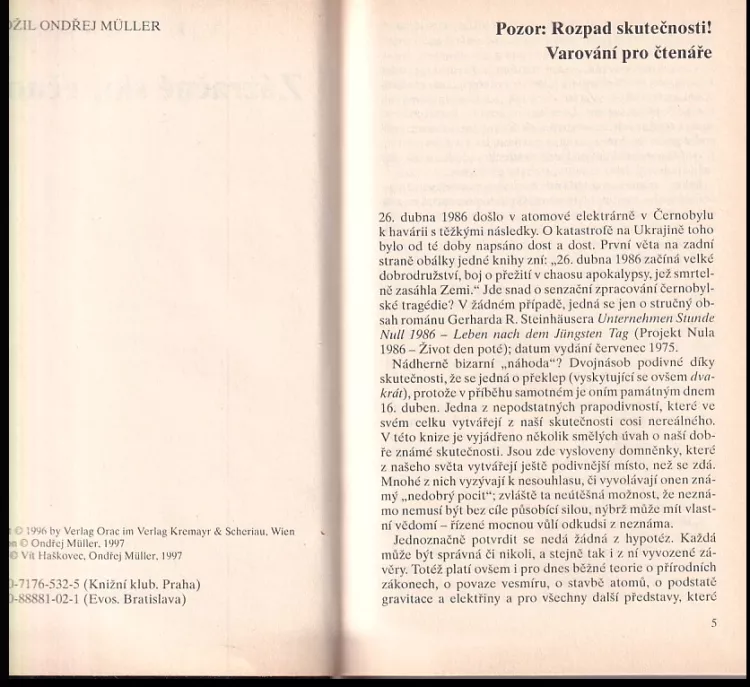 OŽIL ONDŘEJ MÜLLER
© 1996 by Verlag Orac im Verlag Kremayr & Scheriau, Wien
© Ondřej Müller, 1997
© Vít Haškovec, Ondřej Müller, 1997
0-7176-532-5 (Knižní klub. Praha)
0-88881-02-1 (Evos. Bratislava)
Pozor: Rozpad skutečnosti!
Varování pro čtenáře
26. dubna 1986 došlo v atomové elektrárně v Černobylu
k havárii s těžkými následky. O katastrofě na Ukrajině toho
bylo od té doby napsáno dost a dost. První věta na zadní
straně obálky jedné knihy zní: „26. dubna 1986 začíná velké
dobrodružství, boj o přežití v chaosu apokalypsy, jež smrtel-
ně zasáhla Zemi.“ Jde snad o senzační zpracování černobyl-
ské tragédie? V žádném případě, jedná se jen o stručný ob-
sah románu Gerharda R. Steinhäusera Unternehmen Stunde
Null 1986 – Leben nach dem Jüngsten Tag (Projekt Nula
1986 – Život den poté); datum vydání červenec 1975.
Nádherně bizarní „náhoda“? Dvojnásob podivné díky
skutečnosti, že se jedná o překlep (vyskytující se ovšem dva-
krát), protože v příběhu samotném je oním památným dnem
16. duben. Jedna z nepodstatných prapodivností, které ve
svém celku vytvářejí z naší skutečnosti cosi nereálného.
V této knize je vyjádřeno několik smělých úvah o naší dob-
ře známé skutečnosti. Jsou zde vysloveny domněnky, které
z našeho světa vytvářejí ještě podivnější místo, než se zdá.
Mnohé z nich vyzývají k nesouhlasu, či vyvolávají onen zná-
mý „nedobrý pocit“; zvláště ta neútěšná možnost, že nezná-
mo nemusí být bez cíle působící silou, nýbrž může mít vlast-
ní vědomí – řízené mocnou vůlí odkudsi z neznáma.
Jednoznačně potvrdit se nedá žádná z hypotéz. Každá
může být správná či nikoli, a stejně tak i z ní vyvozené zá-
věry. Totéž platí ovšem i pro dnes běžné teorie o přírodních
zákonech, o povaze vesmíru, o stavbě atomů, o podstatě
gravitace a elektřiny a pro všechny další představy, které
5